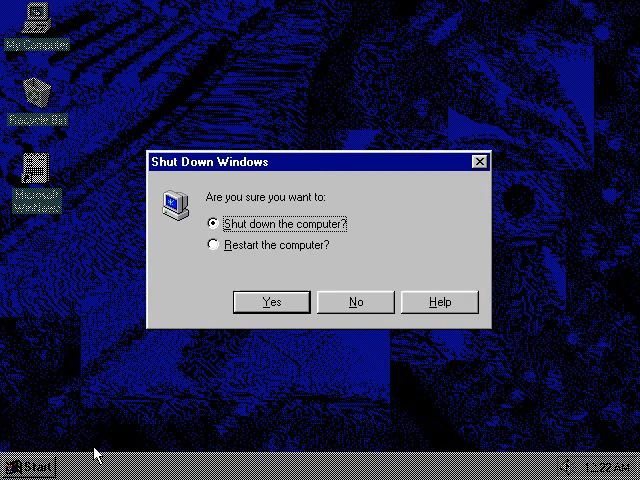 My Computer
Recycle Bin
Microsoft
Shut Down Windows
Are you sure you want to:
Shut down the computer?
Restart the computer?
Yes
No
Help
Start